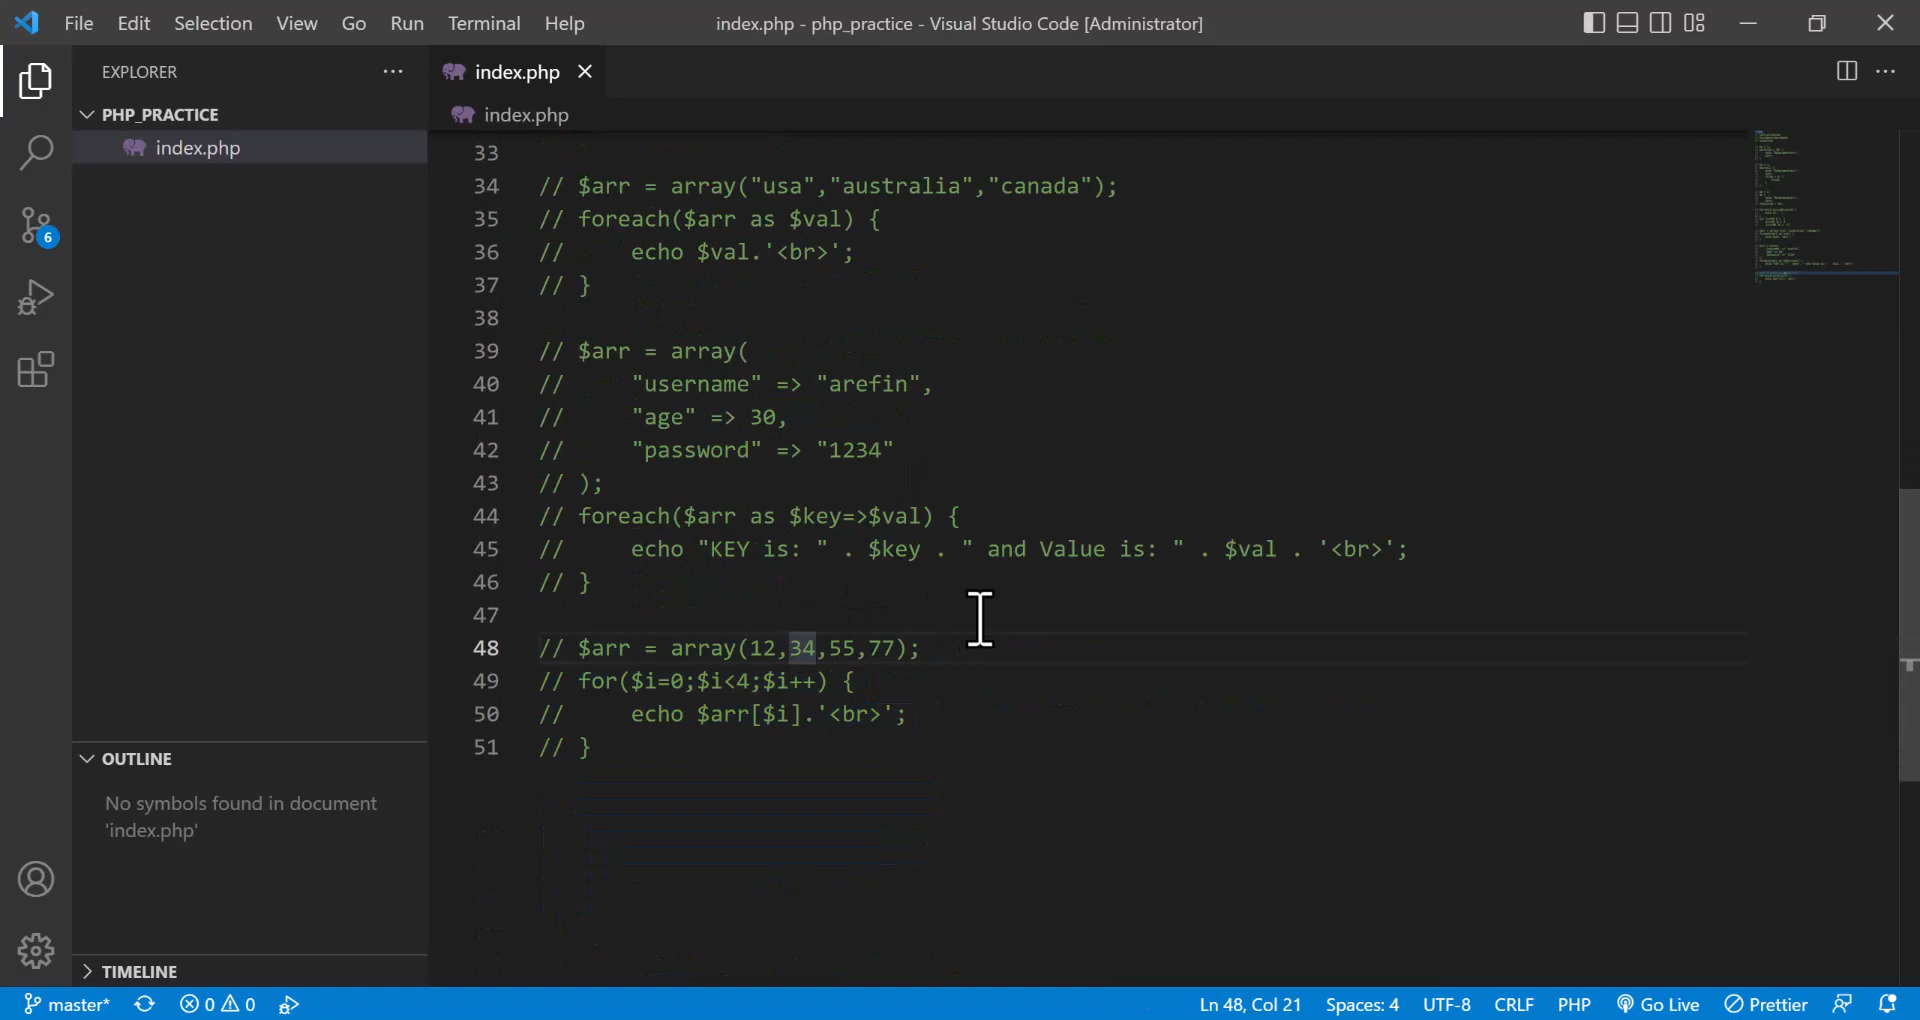 File Edit Selection View Go Run Terminal Help index.php - php_practice - Visual Studio Code [Administrator]
EXPLORER
index.php
PHP_PRACTICE
index.php
index.php
33
34 // $arr = array("usa","australia","canada");
35 // foreach($arr as $val) {
36 //     echo $val.'<br>';
37 // }
38
39 // $arr = array(
40 //     "username" => "arefin",
41 //     "age" => 30,
42 //     "password" => "1234"
43 // );
44 // foreach($arr as $key=>$val) {
45 //     echo "KEY is: " . $key . " and Value is: " . $val . '<br>';
46 // }
47
48 // $arr = array(12,34,55,77);
49 // for($i=0;$i<4;$i++) {
50 //     echo $arr[$i].'<br>';
51 // }
6
OUTLINE
No symbols found in document
'index.php'
TIMELINE
master* 0 0 Ln 48, Col 21 Spaces: 4 UTF-8 CRLF PHP Go Live Prettier